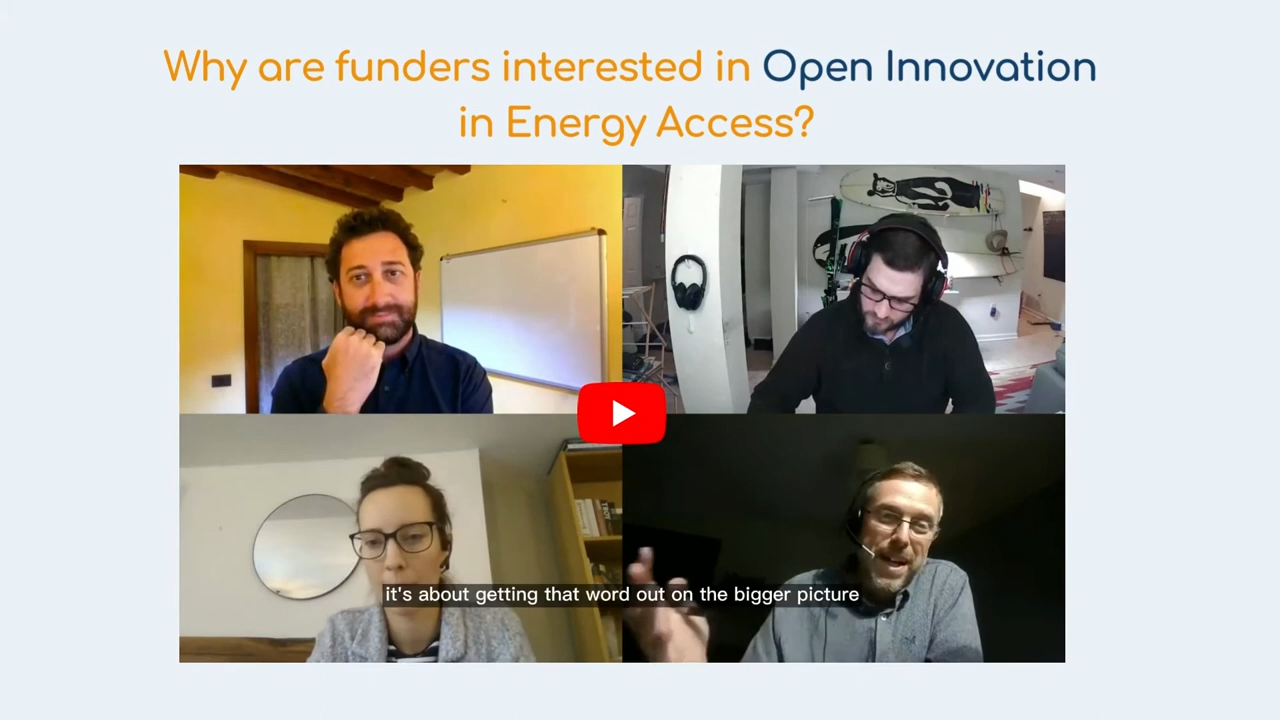 Why are funders interested in Open Innovation
in Energy Access?
it's about getting that word out on the bigger picture